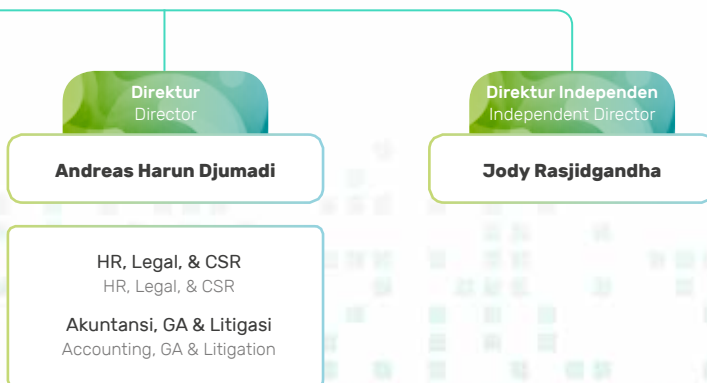 Direktur
Director
Andreas Harun Djumadi
HR, Legal, & CSR
HR, Legal, & CSR
Akuntansi, GA & Litigasi
Accounting, GA & Litigation
Direktur Independen
Independent Director
Jody Rasjidgandha